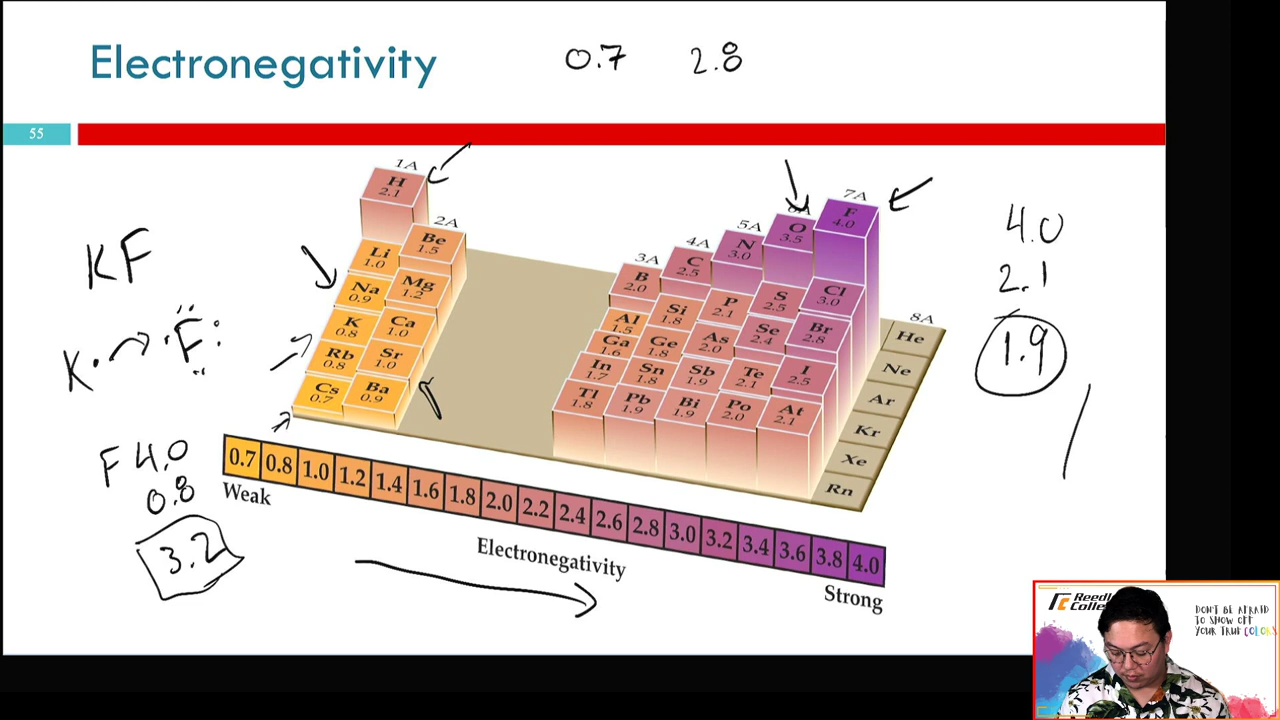 Electronegativity
0.7 2.8
55
1A
H
2.1
2A
Li
1.0
Be
1.5
Na
0.9
Mg
1.2
K
0.8
Ca
1.0
Rb
0.8
Sr
1.0
Cs
0.7
Ba
0.9
3A
4A
5A
6A
7A
8A
B
2.0
C
2.5
N
3.0
O
3.5
F
4.0
Al
1.5
Si
1.8
P
2.1
S
2.5
Cl
3.0
Ga
1.6
Ge
1.8
As
2.0
Se
2.4
Br
2.8
In
1.7
Sn
1.8
Sb
1.9
Te
2.1
I
2.5
Tl
1.8
Pb
1.9
Bi
1.9
Po
2.0
At
2.1
He
Ne
Ar
Kr
Xe
Rn
KF
K· ·F:
F 4.0
0.8
3.2
4.0
2.1
1.9
0.7 0.8 1.0 1.2 1.4 1.6 1.8 2.0 2.2 2.4 2.6 2.8 3.0 3.2 3.4 3.6 3.8 4.0
Weak
Electronegativity
Strong
DON'T BE AFRAID
TO SHOW OFF
YOUR TRUE COLORS